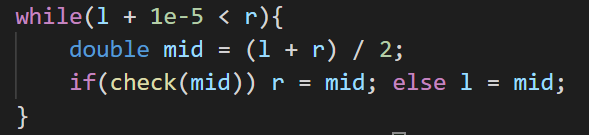 while(l + 1e-5 < r){
    double mid = (l + r) / 2;
    if(check(mid)) r = mid; else l = mid;
}